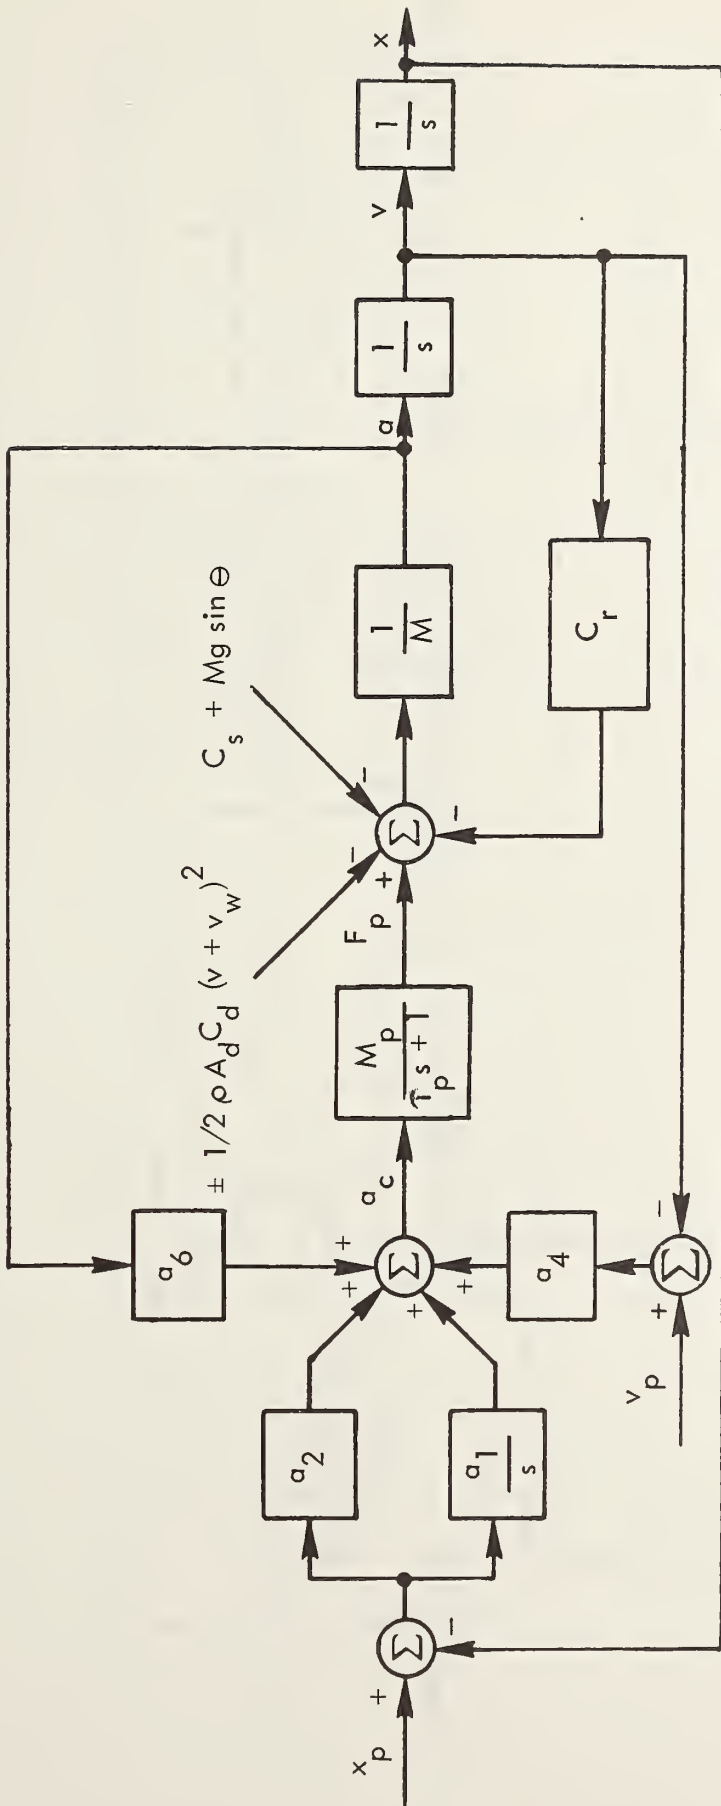 x_p
+
-
Σ
a_2
a_1 / s
a_6
+
+
+
+
Σ
a_4
v_p
+
-
Σ
a_c
M_p / τ_p s + 1
F_p
± 1/2 ρ A_d C_d (v + v_w)^2
C_s + Mg sin θ
+
-
-
-
Σ
1 / M
C_r
a
1 / s
v
1 / s
x